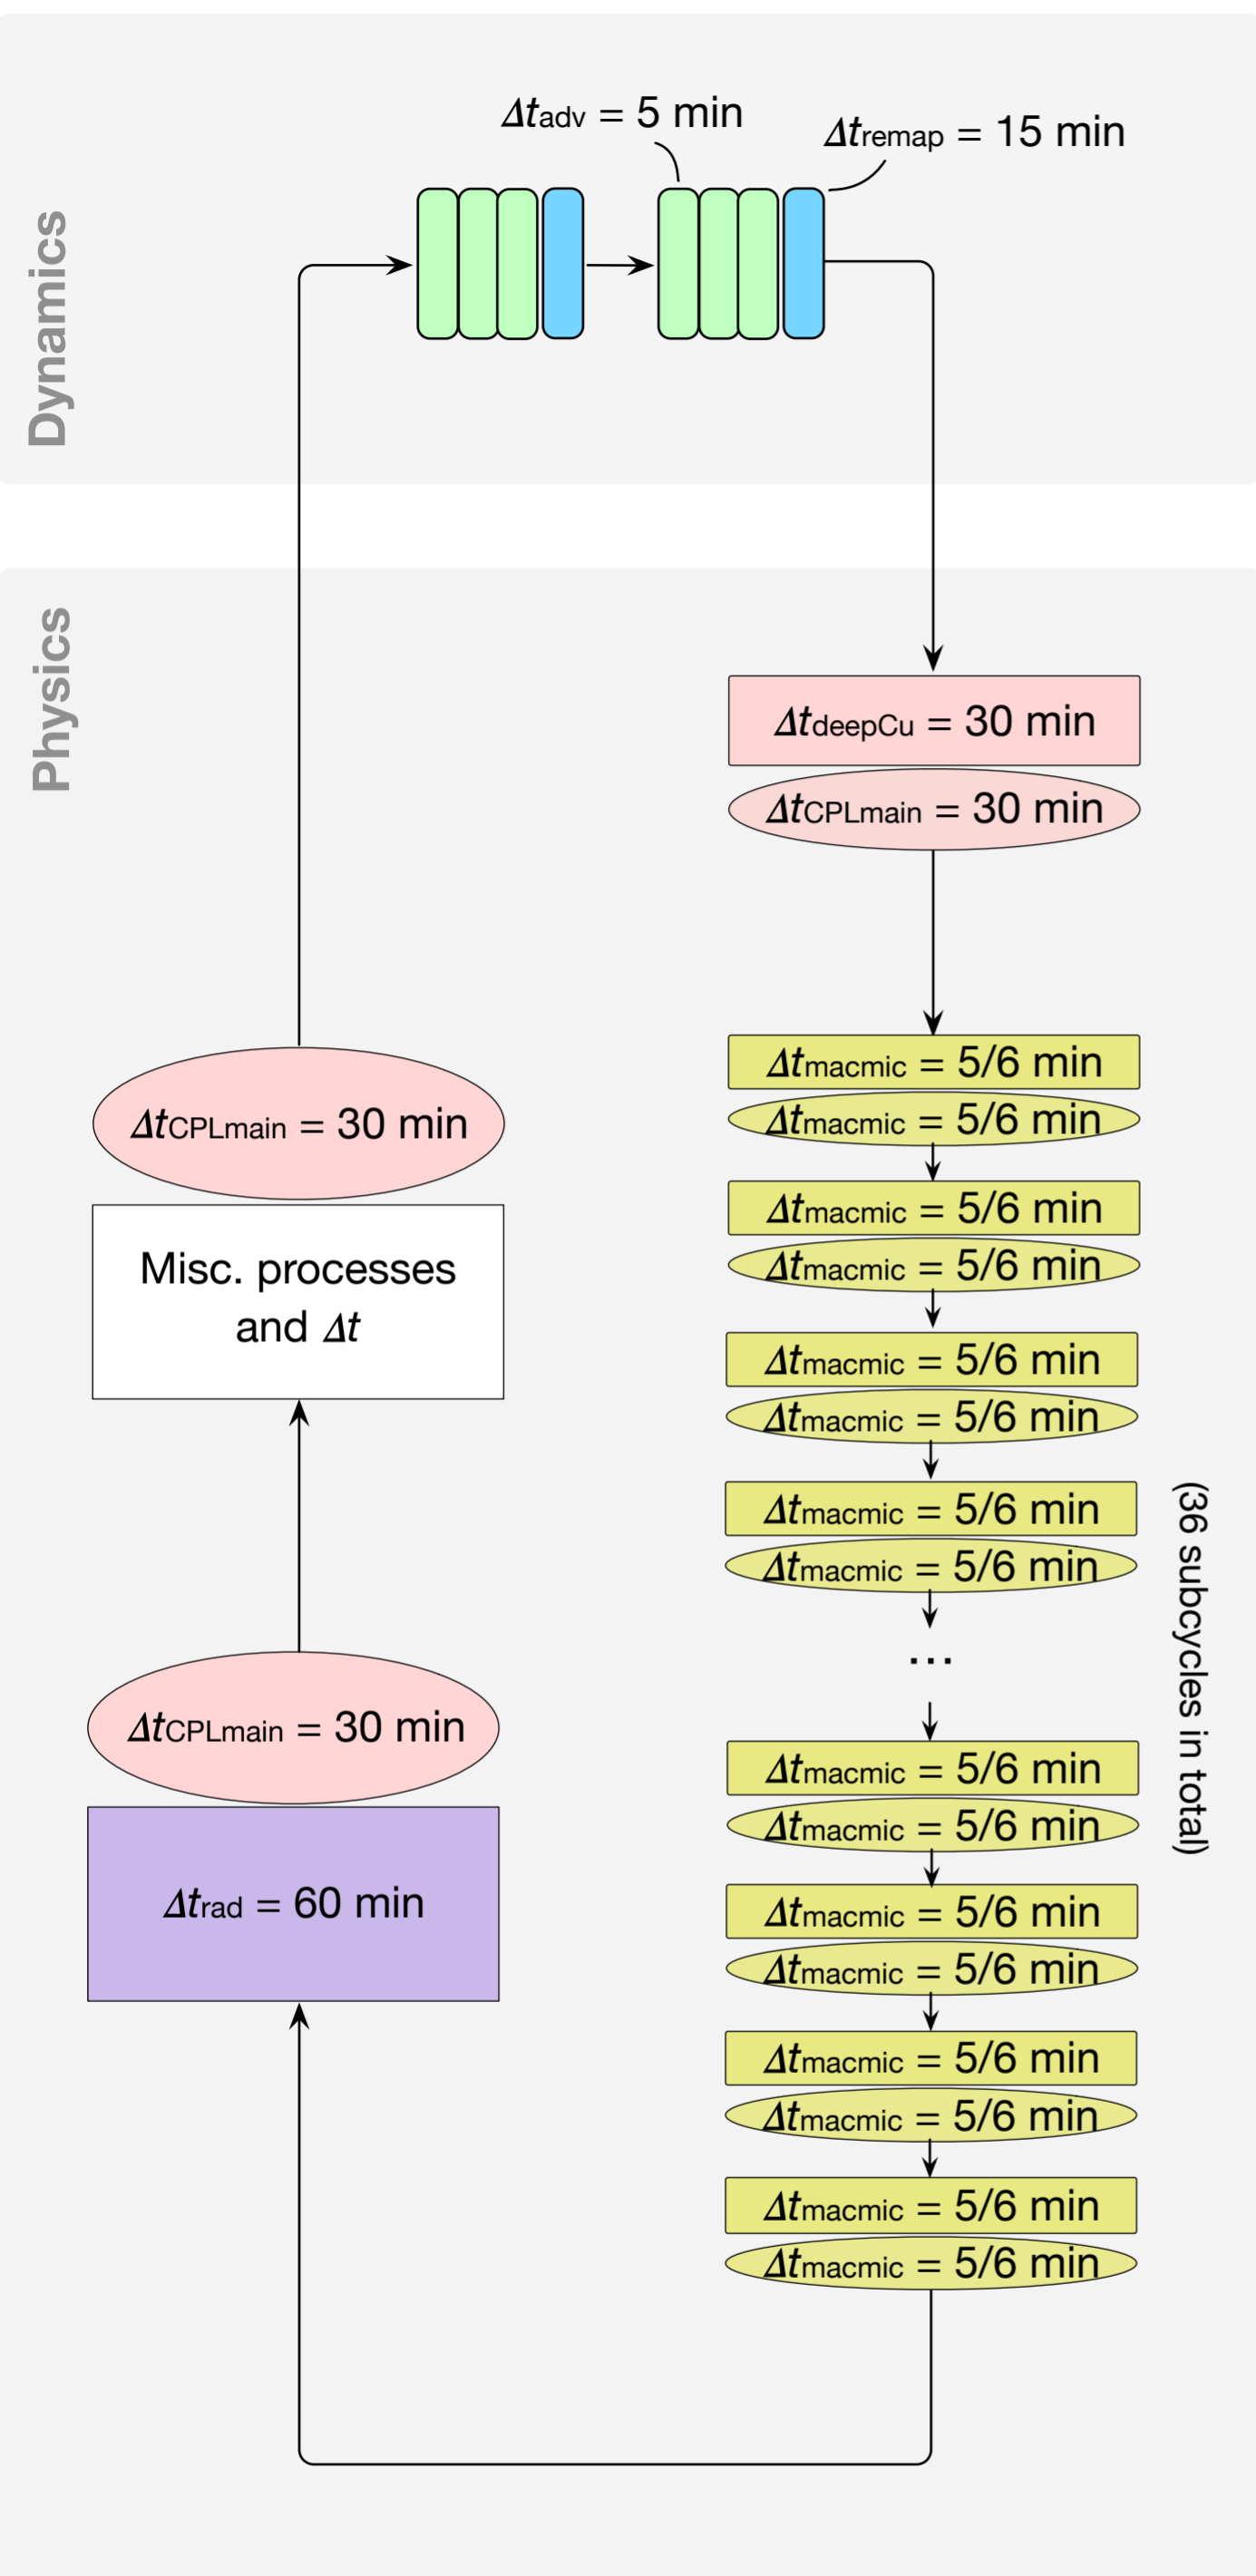 Dynamics
Δtadv = 5 min
Δtremap = 15 min
Physics
ΔtdeepCu = 30 min
ΔtCPLmain = 30 min
Δtmacmic = 5/6 min
Δtmacmic = 5/6 min
Δtmacmic = 5/6 min
Δtmacmic = 5/6 min
Δtmacmic = 5/6 min
Δtmacmic = 5/6 min
Δtmacmic = 5/6 min
Δtmacmic = 5/6 min
...
(36 subcycles in total)
Δtmacmic = 5/6 min
Δtmacmic = 5/6 min
Δtmacmic = 5/6 min
Δtmacmic = 5/6 min
Δtmacmic = 5/6 min
Δtmacmic = 5/6 min
Δtmacmic = 5/6 min
Δtmacmic = 5/6 min
Δtrad = 60 min
ΔtCPLmain = 30 min
Misc. processes
and Δt
ΔtCPLmain = 30 min